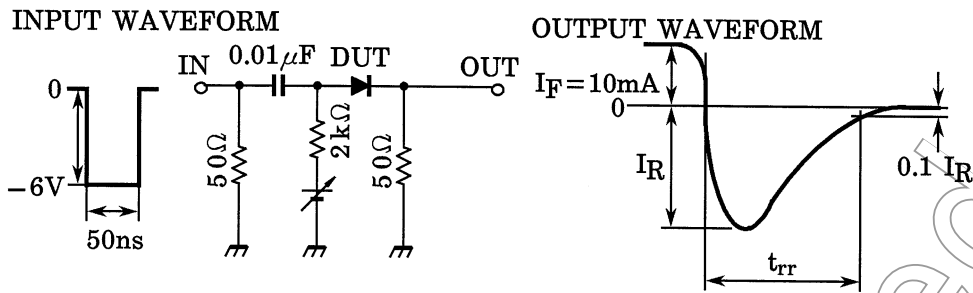 INPUT WAVEFORM
0
−6V
50ns
IN
0.01μF
DUT
OUT
50Ω
2kΩ
50Ω
OUTPUT WAVEFORM
IF=10mA
0
IR
0.1 IR
trr